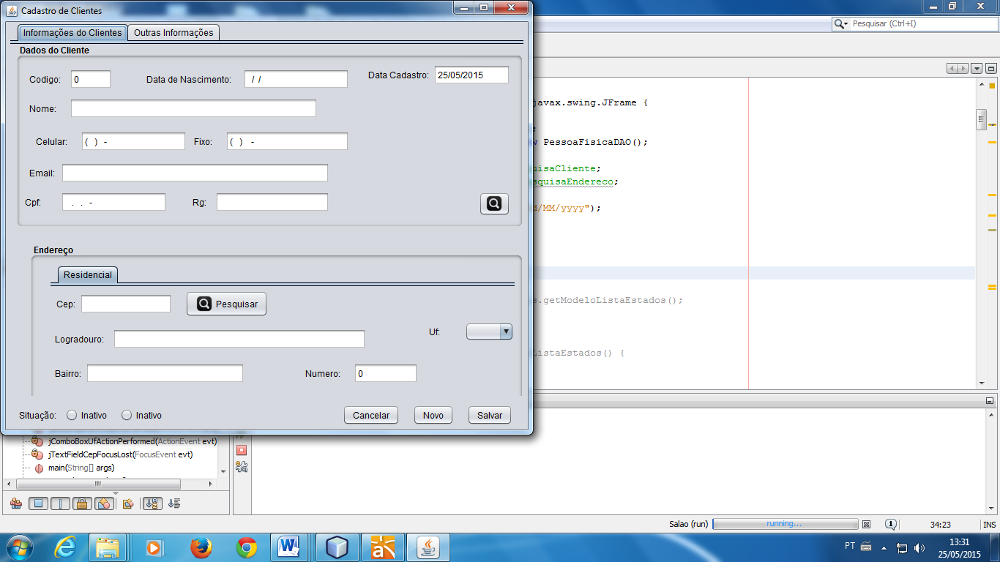 Cadastro de Clientes
Informações do Clientes
Outras Informações
Dados do Cliente
Codigo: 0
Data de Nascimento: / /
Data Cadastro: 25/05/2015
Nome:
Celular: ( ) -
Fixo: ( ) -
Email:
Cpf: . . -
Rg:
Endereço
Residencial
Cep:
Pesquisar
Logradouro:
Uf:
Bairro:
Numero: 0
Situação: Inativo Inativo
Cancelar
Novo
Salvar
Pesquisar (Ctrl+I)
javax.swing.JFrame {
;
w PessoaFisicaDAO();
uisaCliente;
squisaEndereco;
d/MM/yyyy");
s.getModeloListaEstados();
ListaEstados() {
jComboBoxUfActionPerformed(ActionEvent evt)
jTextFieldCepFocusLost(FocusEvent evt)
main(String[] args)
Salao (run)
running...
1
34:23
INS
PT
13:31
25/05/2015